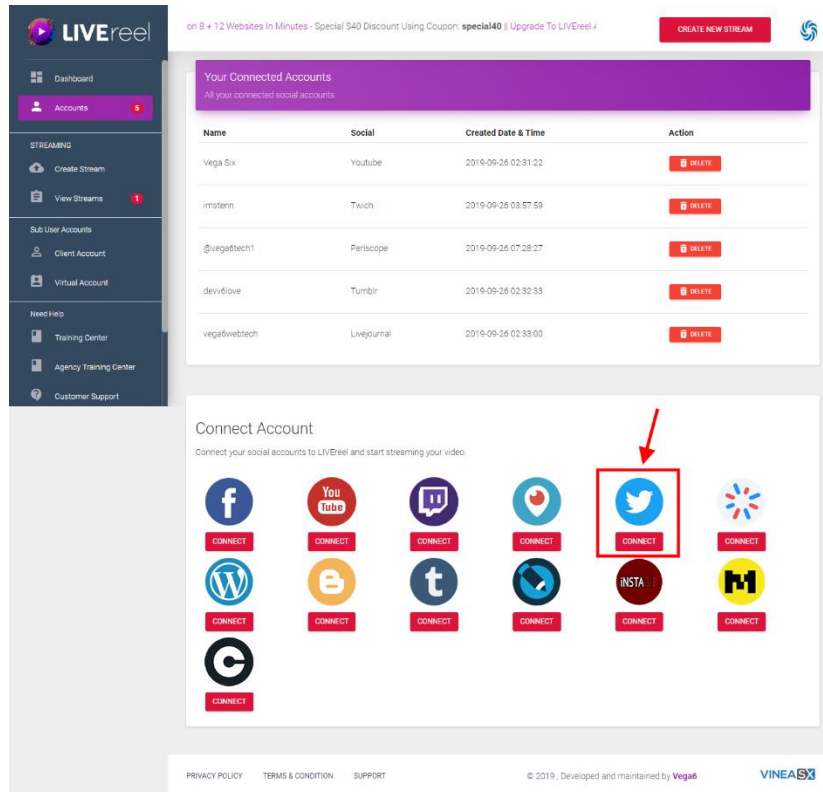 LIVEreel
on 8 + 12 Websites In Minutes - Special $40 Discount Using Coupon: special40 || Upgrade To LIVEreel
CREATE NEW STREAM
Dashboard
Accounts 5
STREAMING
Create Stream
View Streams 1
Sub User Accounts
Client Account
Virtual Account
Need Help
Training Center
Agency Training Center
Customer Support
Your Connected Accounts
All your connected social accounts
Name Social Created Date & Time Action
Vega Six Youtube 2019-09-26 02:31:22 DELETE
imstenn Twich 2019-09-26 03:57:59 DELETE
@vega6tech1 Periscope 2019-09-26 07:28:27 DELETE
devv6love Tumblr 2019-09-26 02:32:33 DELETE
vega6webtech Livejournal 2019-09-26 02:33:00 DELETE
Connect Account
Connect your social accounts to LIVEreel and start streaming your video.
You
Tube
CONNECT CONNECT CONNECT CONNECT CONNECT CONNECT
iNSTA
CONNECT CONNECT CONNECT CONNECT CONNECT CONNECT
CONNECT
PRIVACY POLICY TERMS & CONDITION SUPPORT © 2019 , Developed and maintained by Vega6 VINEASX